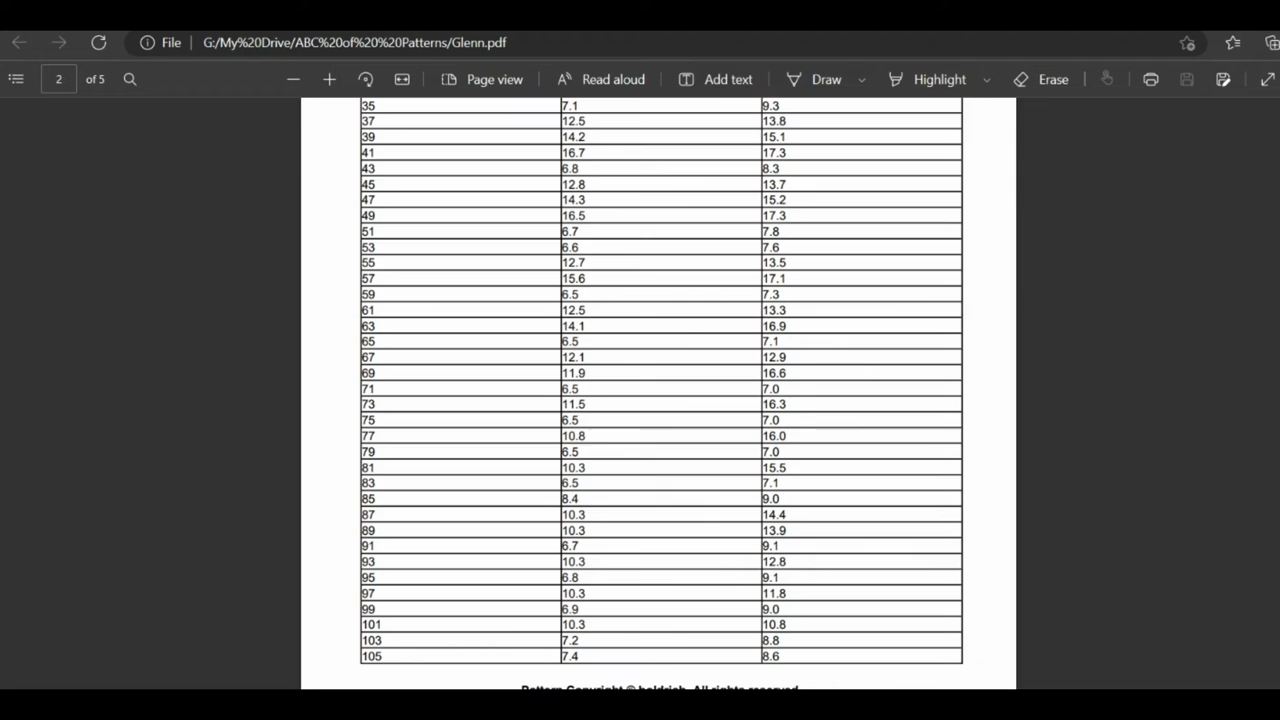 File G:/My%20Drive/ABC%20of%20%20Patterns/Glenn.pdf
2 of 5 Page view Read aloud Add text Draw Highlight Erase
35 7.1 9.3
37 12.5 13.8
39 14.2 15.1
41 16.7 17.3
43 6.8 8.3
45 12.8 13.7
47 14.3 15.2
49 16.5 17.3
51 6.7 7.8
53 6.6 7.6
55 12.7 13.5
57 15.6 17.1
59 6.5 7.3
61 12.5 13.3
63 14.1 16.9
65 6.5 7.1
67 12.1 12.9
69 11.9 16.6
71 6.5 7.0
73 11.5 16.3
75 6.5 7.0
77 10.8 16.0
79 6.5 7.0
81 10.3 15.5
83 6.5 7.1
85 8.4 9.0
87 10.3 14.4
89 10.3 13.9
91 6.7 9.1
93 10.3 12.8
95 6.8 9.1
97 10.3 11.8
99 6.9 9.0
101 10.3 10.8
103 7.2 8.8
105 7.4 8.6
Pattern Copyright © holdrich. All rights reserved